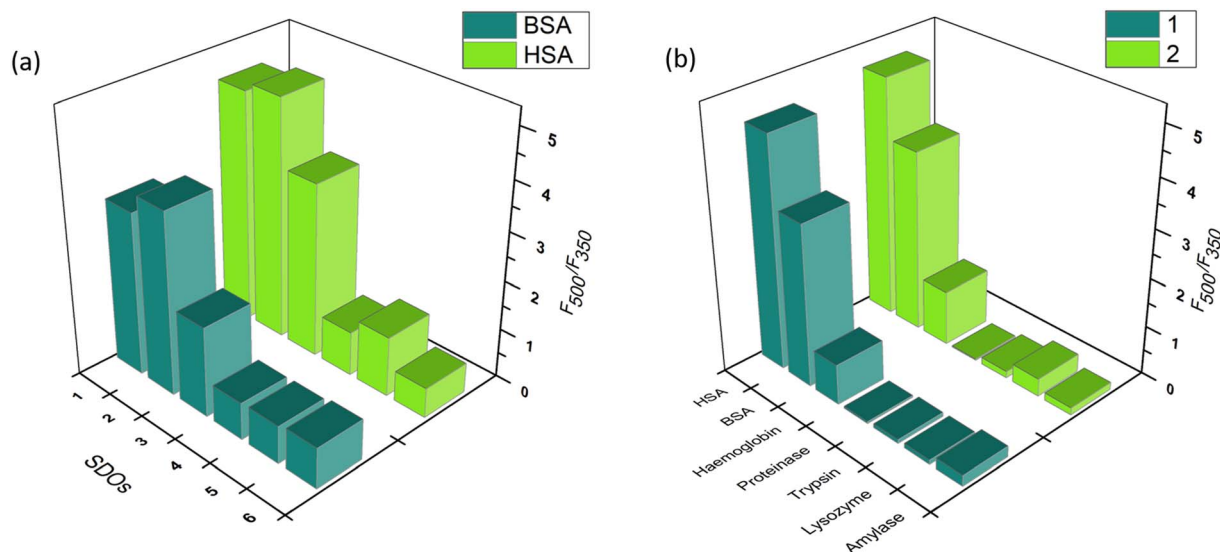 (a)
BSA
HSA
5
4
3
2
1
0
F500/F350
1
2
3
4
5
6
SDOs
(b)
1
2
5
4
3
2
1
0
F500/F350
HSA
BSA
Haemoglobin
Proteinase
Trypsin
Lysozyme
Amylase